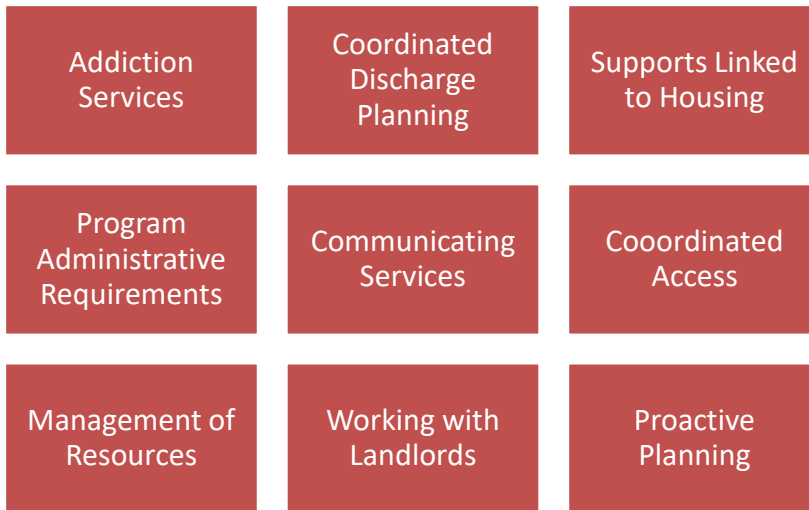 Addiction
Services
Coordinated
Discharge
Planning
Supports Linked
to Housing
Program
Administrative
Requirements
Communicating
Services
Cooordinated
Access
Management of
Resources
Working with
Landlords
Proactive
Planning